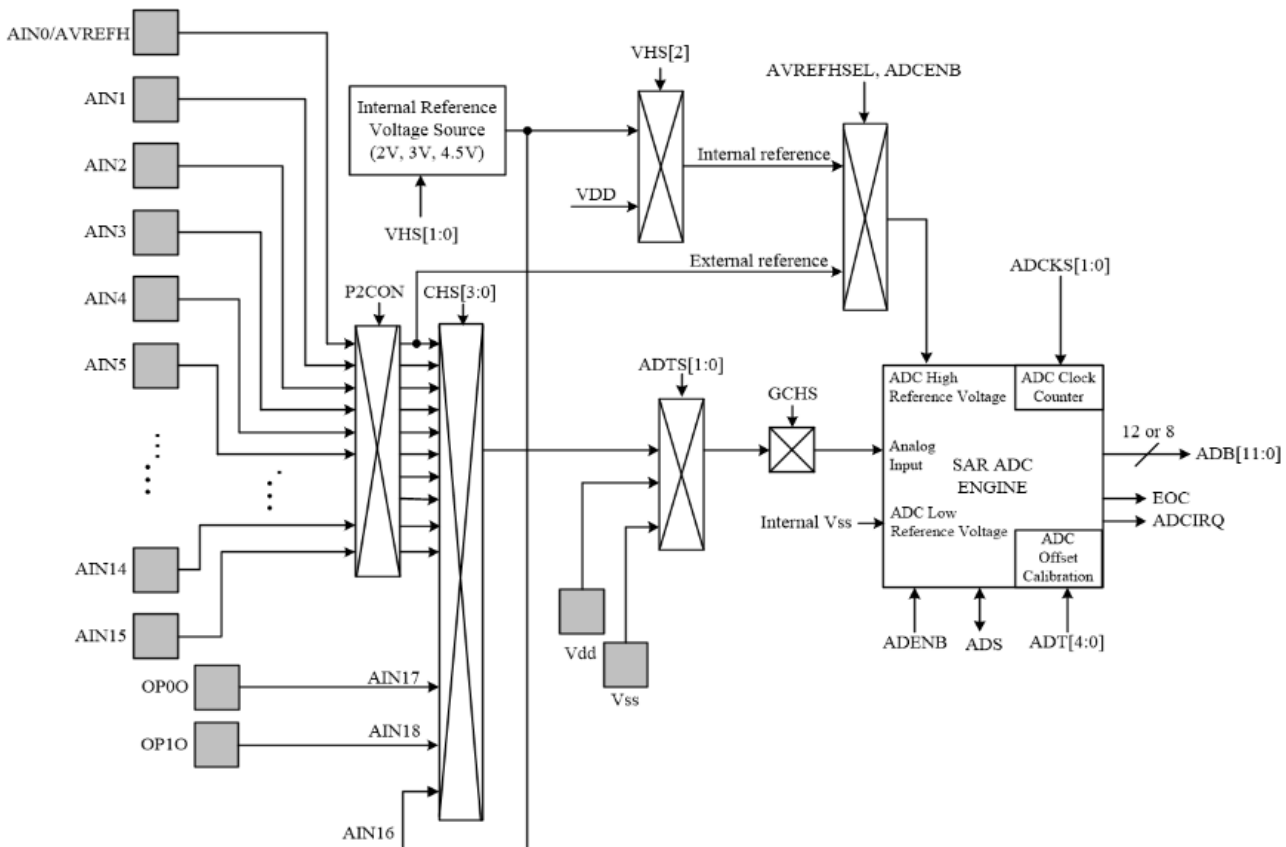 AIN0/AVREFH
AIN1
AIN2
AIN3
AIN4
AIN5
AIN14
AIN15
OP0O
OP1O
AIN17
AIN18
AIN16
Internal Reference
Voltage Source
(2V, 3V, 4.5V)
VHS[1:0]
P2CON
CHS[3:0]
VHS[2]
VDD
Internal reference
External reference
AVREFHSEL, ADCENB
ADTS[1:0]
GCHS
Vdd
Vss
Internal Vss
ADCKS[1:0]
ADC High
Reference Voltage
ADC Clock
Counter
Analog
Input
SAR ADC
ENGINE
ADC Low
Reference Voltage
ADC
Offset
Calibration
12 or 8
ADB[11:0]
EOC
ADCIRQ
ADENB
ADS
ADT[4:0]